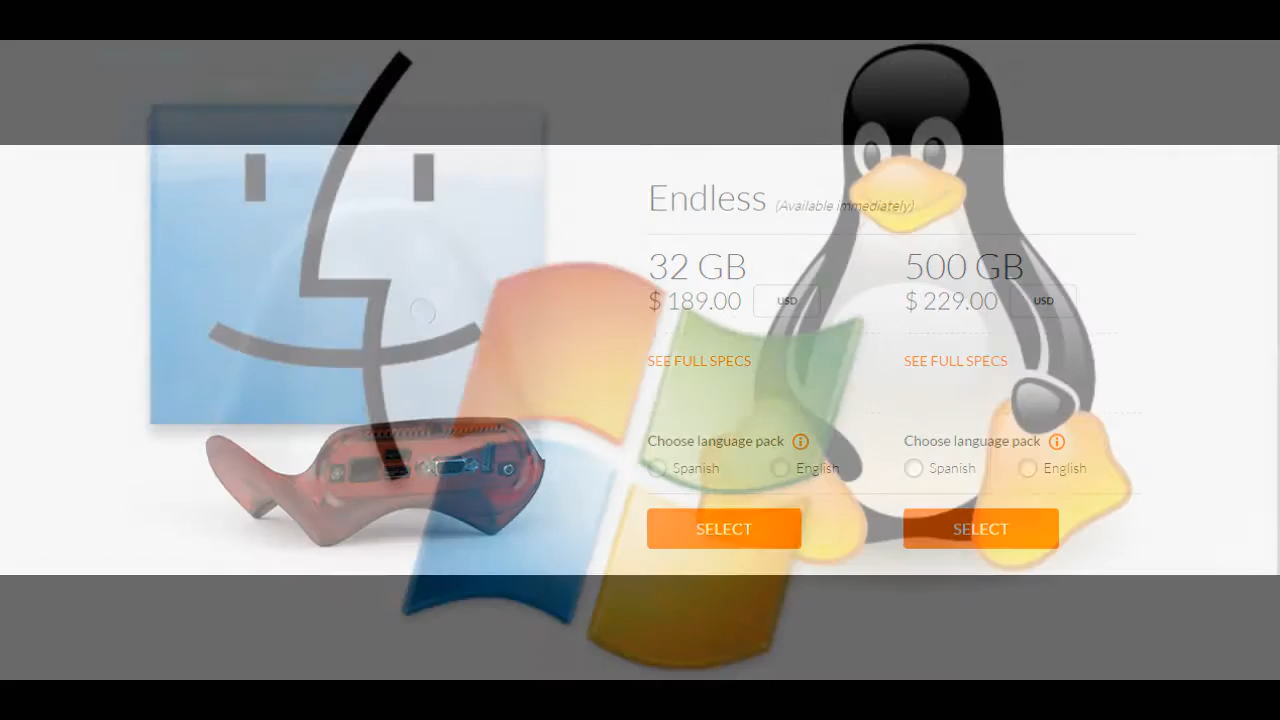 Endless (Available immediately)
32 GB 500 GB
$ 189.00 USD $ 229.00 USD
SEE FULL SPECS SEE FULL SPECS
Choose language pack Choose language pack
Spanish English Spanish English
SELECT SELECT